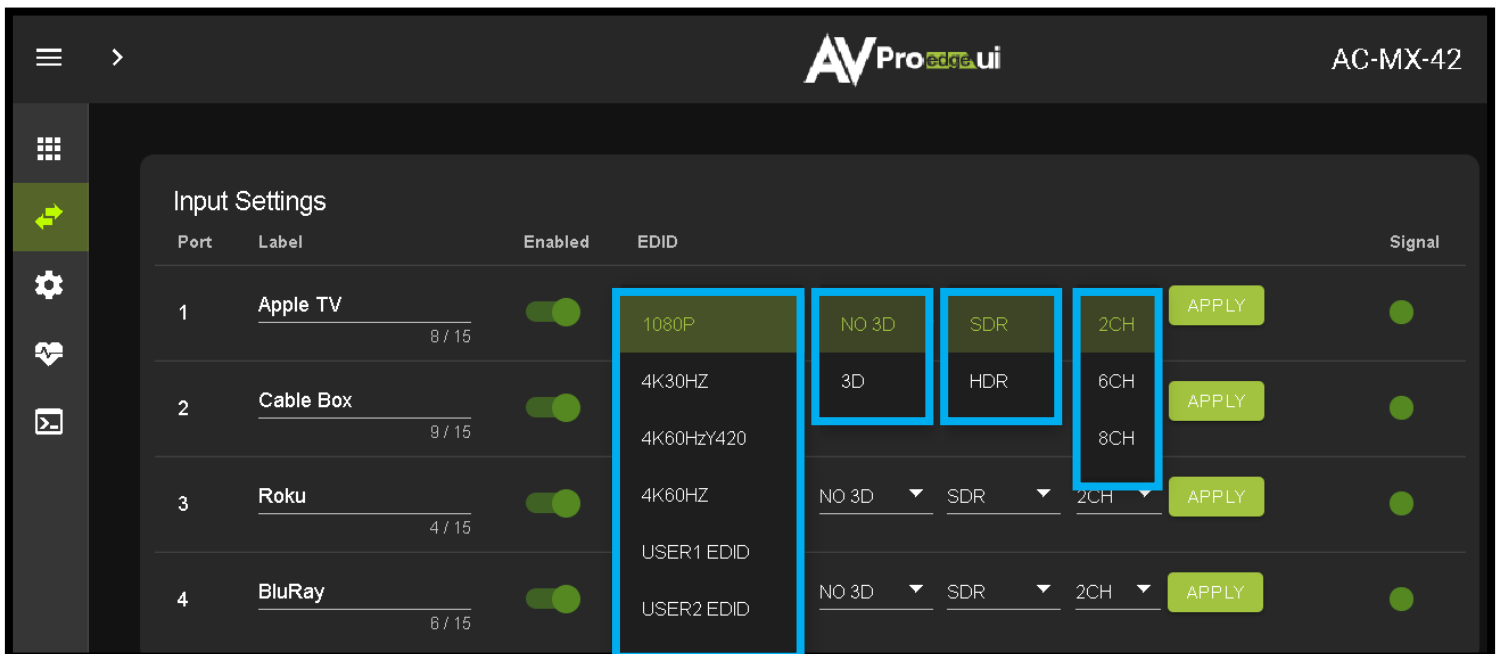 AVPro edge.ui AC-MX-42
Input Settings
Port Label Enabled EDID Signal
1 Apple TV 1080P NO 3D SDR 2CH APPLY
8 / 15
4K30HZ 3D HDR 6CH
2 Cable Box APPLY
9 / 15
4K60HzY420 8CH
3 Roku 4K60HZ NO 3D SDR 2CH APPLY
4 / 15
USER1 EDID
4 BluRay USER2 EDID NO 3D SDR 2CH APPLY
6 / 15